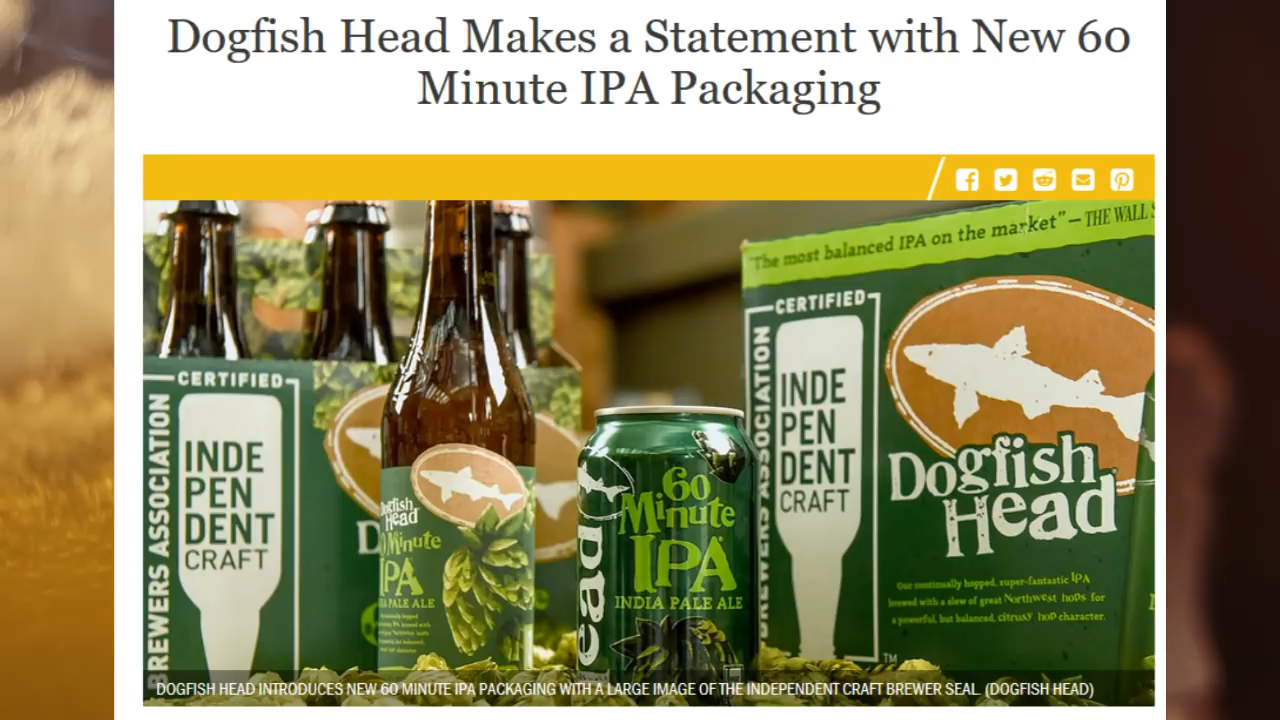 Dogfish Head Makes a Statement with New 60
Minute IPA Packaging
"The most balanced IPA on the market" – THE WALL
CERTIFIED
BREWERS ASSOCIATION
INDE
PEN
DENT
CRAFT
Dogfish
Head
Minute
IPA
INDIA PALE ALE
ead
60
Minute
IPA
INDIA PALE ALE
CERTIFIED
BREWERS ASSOCIATION
INDE
PEN
DENT
CRAFT
TM
Dogfish
Head
Our continually hopped, super-fantastic IPA
brewed with a slew of great Northwest hops for
a powerful, but balanced, citrusy hop character.
DOGFISH HEAD INTRODUCES NEW 60 MINUTE IPA PACKAGING WITH A LARGE IMAGE OF THE INDEPENDENT CRAFT BREWER SEAL. (DOGFISH HEAD)